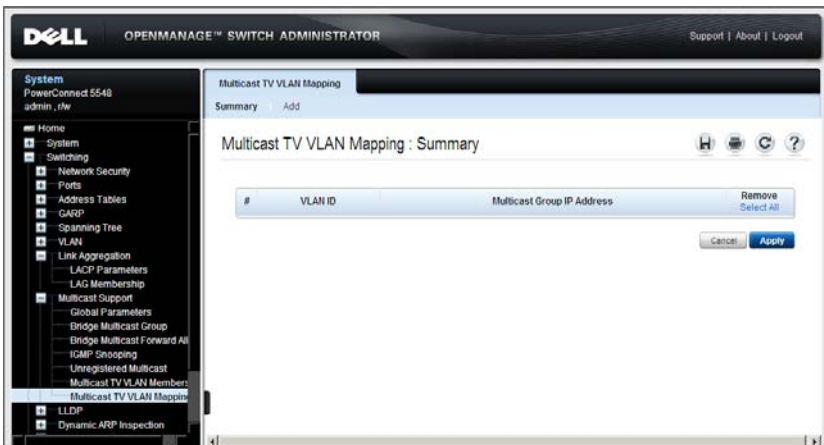 DELL
OPENMANAGE™ SWITCH ADMINISTRATOR
Support | About | Logout
System
PowerConnect 5548
admin , r/w
Home
System
Switching
Network Security
Ports
Address Tables
GARP
Spanning Tree
VLAN
Link Aggregation
LACP Parameters
LAG Membership
Multicast Support
Global Parameters
Bridge Multicast Group
Bridge Multicast Forward All
IGMP Snooping
Unregistered Multicast
Multicast TV VLAN Members
Multicast TV VLAN Mapping
LLDP
Dynamic ARP Inspection
Multicast TV VLAN Mapping
Summary Add
Multicast TV VLAN Mapping : Summary
# VLAN ID Multicast Group IP Address Remove
Select All
Cancel Apply